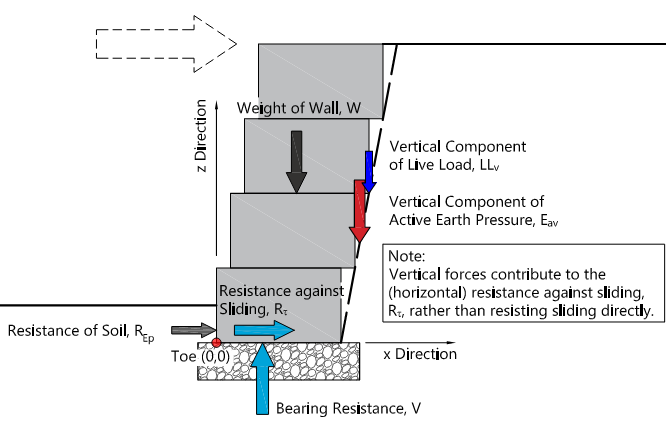 Weight of Wall, W
z Direction
Vertical Component
of Live Load, LLv
Vertical Component of
Active Earth Pressure, Eav
Note:
Vertical forces contribute to the
(horizontal) resistance against sliding,
Rτ, rather than resisting sliding directly.
Resistance against
Sliding, Rτ
Resistance of Soil, REp
Toe (0,0)
x Direction
Bearing Resistance, V